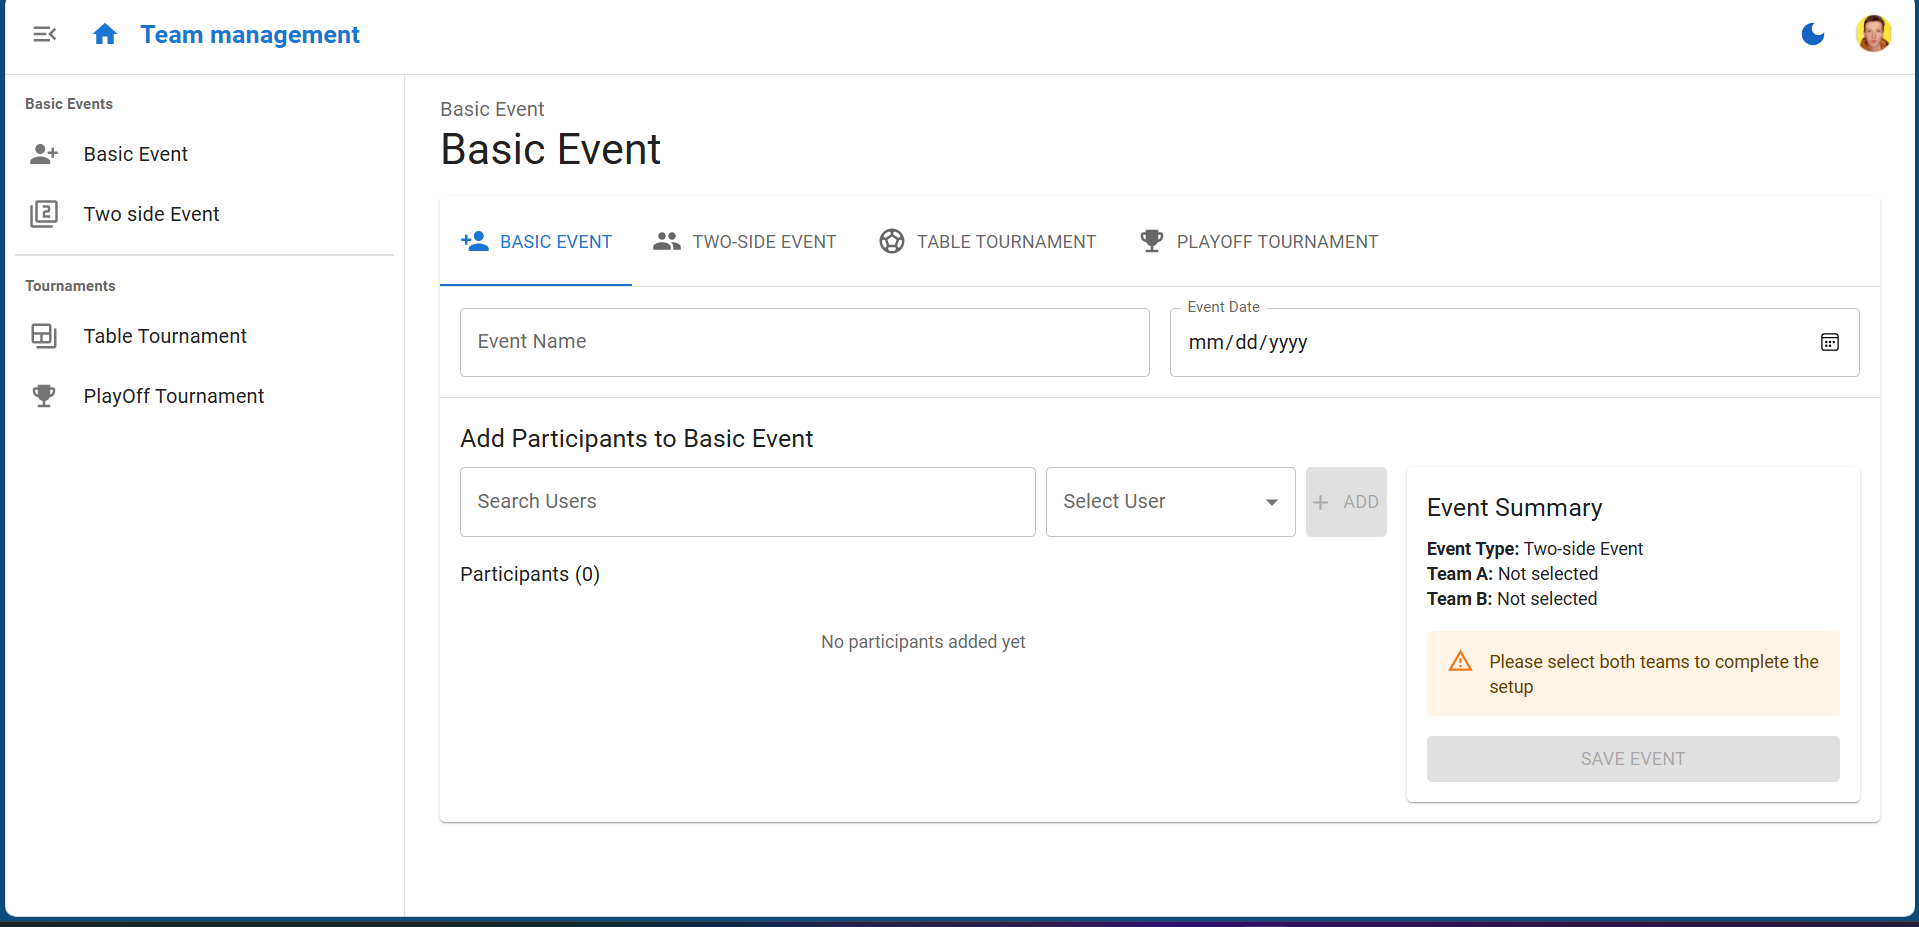 Team management
Basic Events
Basic Event
Two side Event
Tournaments
Table Tournament
PlayOff Tournament
Basic Event
Basic Event
BASIC EVENT
TWO-SIDE EVENT
TABLE TOURNAMENT
PLAYOFF TOURNAMENT
Event Name
Event Date
mm/dd/yyyy
Add Participants to Basic Event
Search Users
Select User
+ ADD
Participants (0)
No participants added yet
Event Summary
Event Type: Two-side Event
Team A: Not selected
Team B: Not selected
Please select both teams to complete the
setup
SAVE EVENT